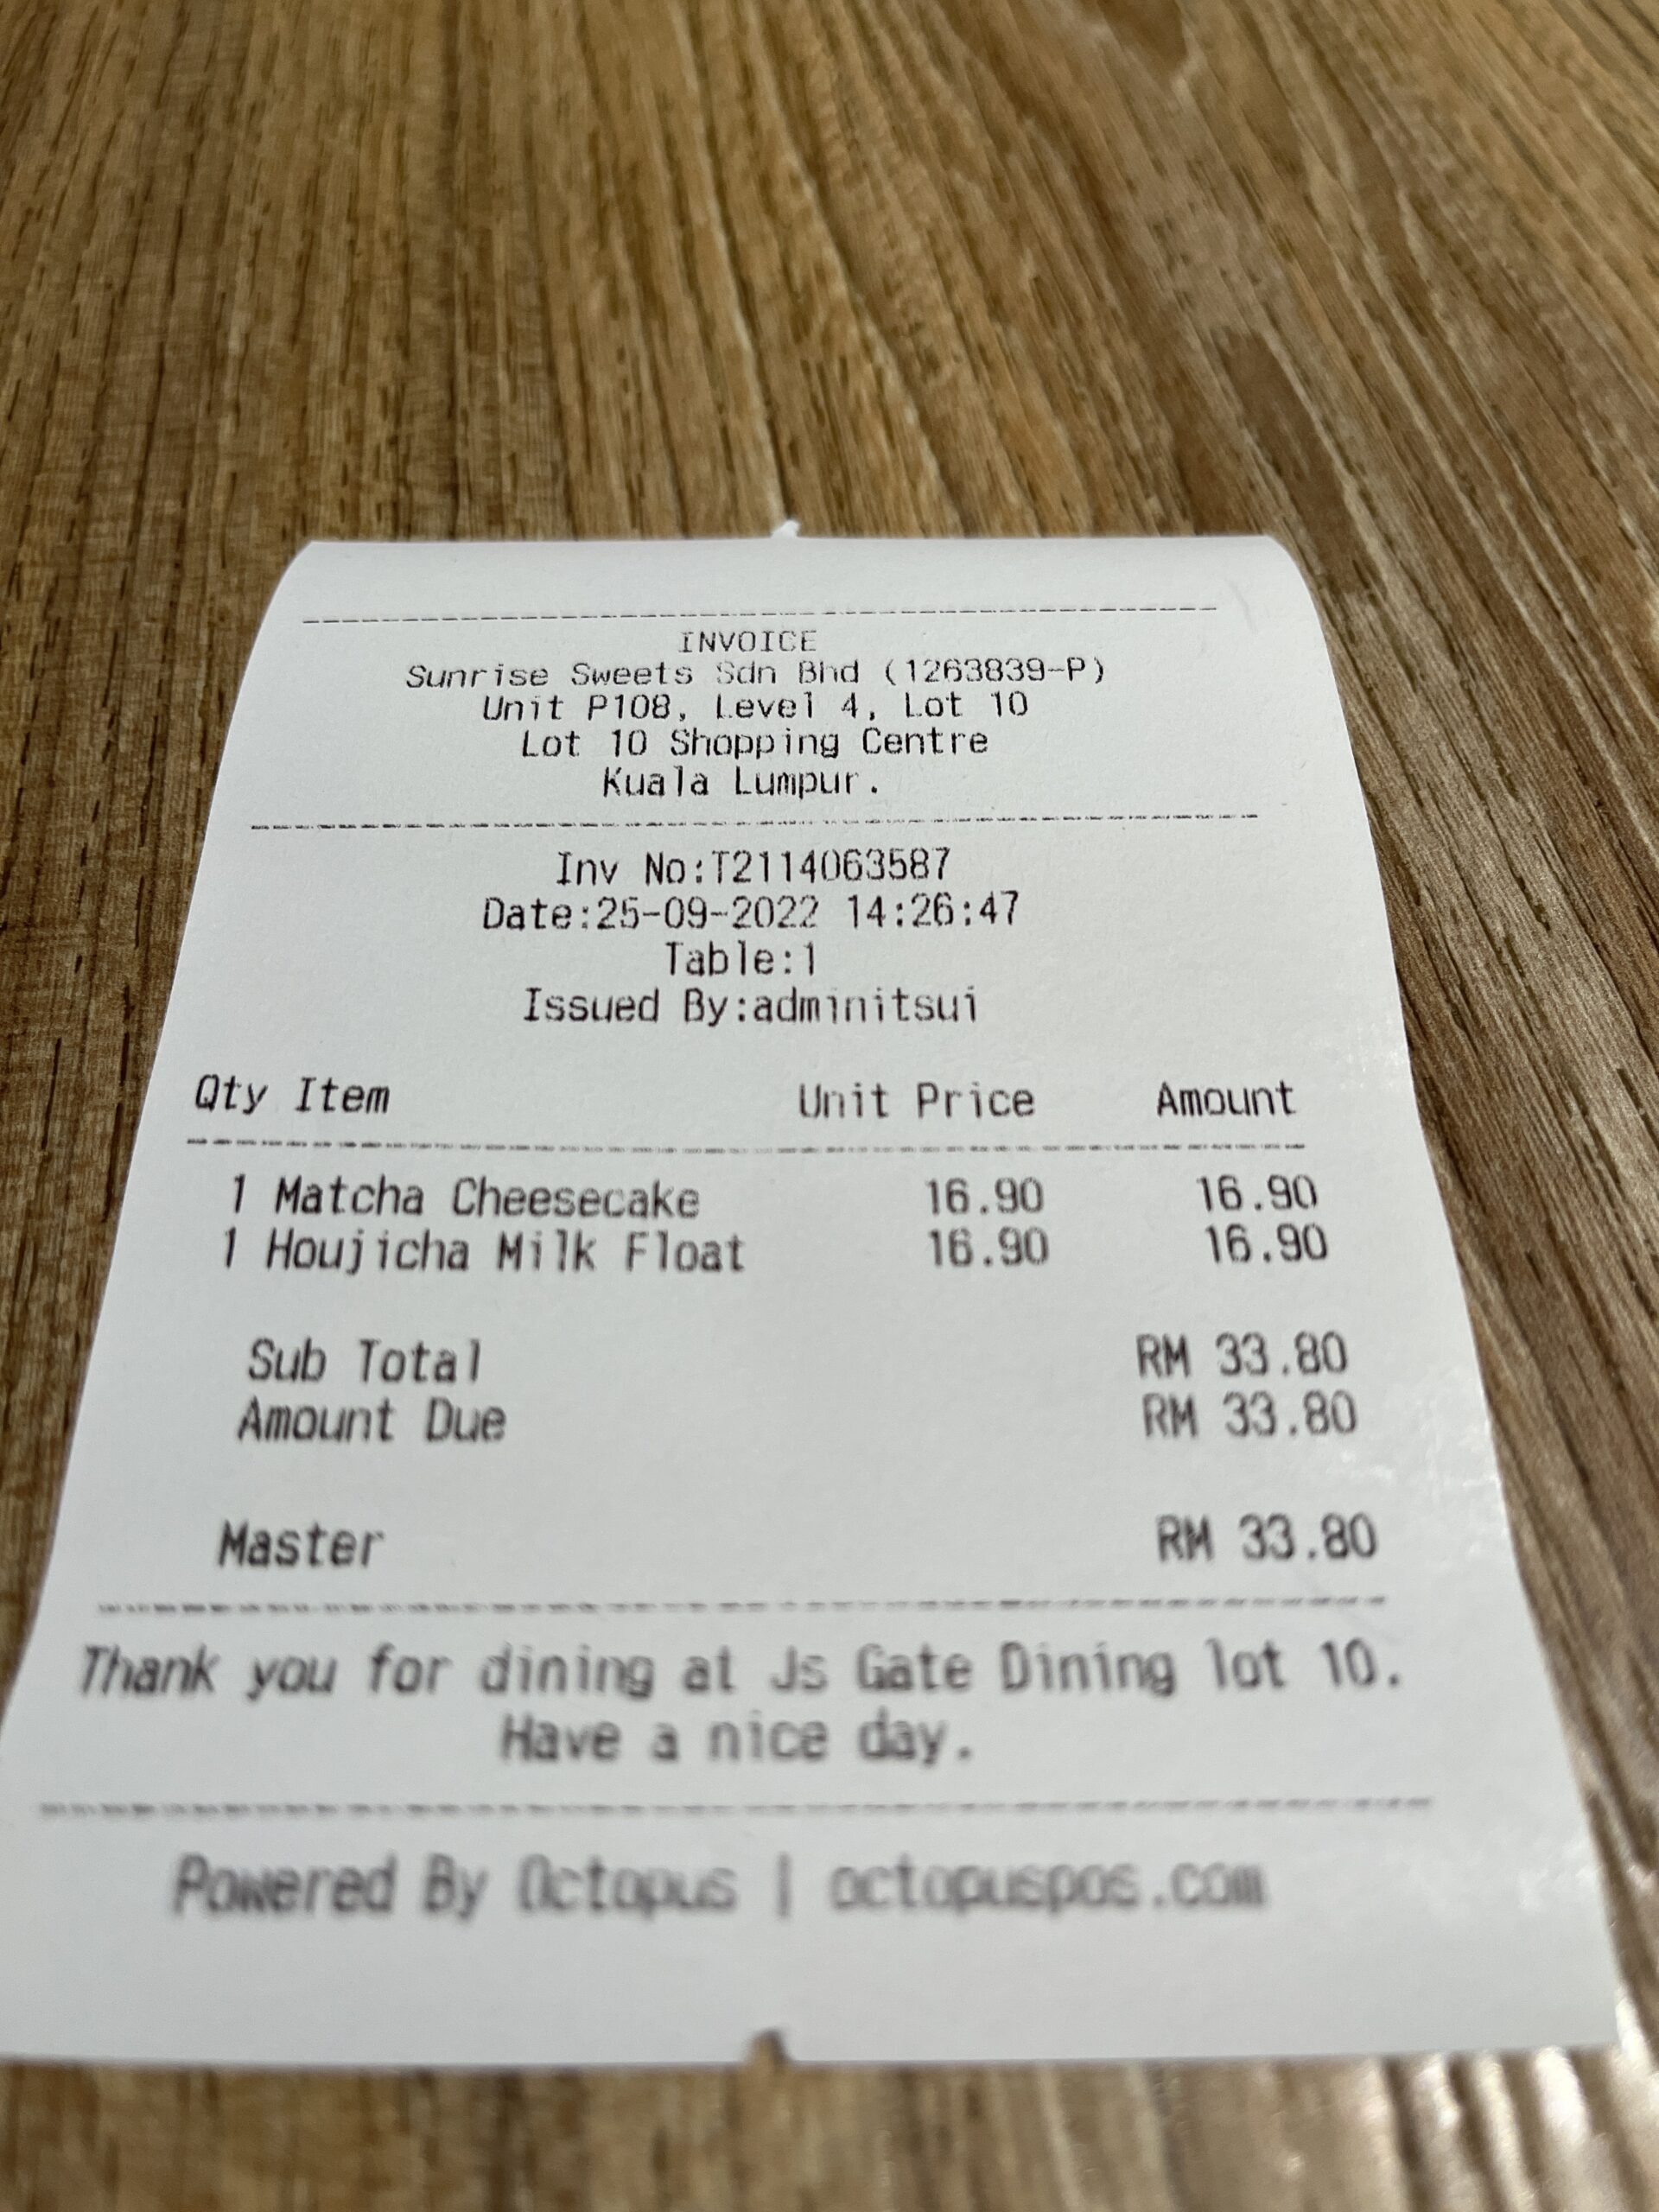 INVOICE
Sunrise Sweets Sdn Bhd (1263839-P)
Unit P108, Level 4, Lot 10
Lot 10 Shopping Centre
Kuala Lumpur.
Inv No:T2114063587
Date:25-09-2022 14:26:47
Table:1
Issued By:adminitsui
Qty Item Unit Price Amount
1 Matcha Cheesecake 16.90 16.90
1 Houjicha Milk Float 16.90 16.90
Sub Total RM 33.80
Amount Due RM 33.80
Master RM 33.80
Thank you for dining at Js Gate Dining lot 10.
Have a nice day.
Powered By Octopus | octopuspos.com